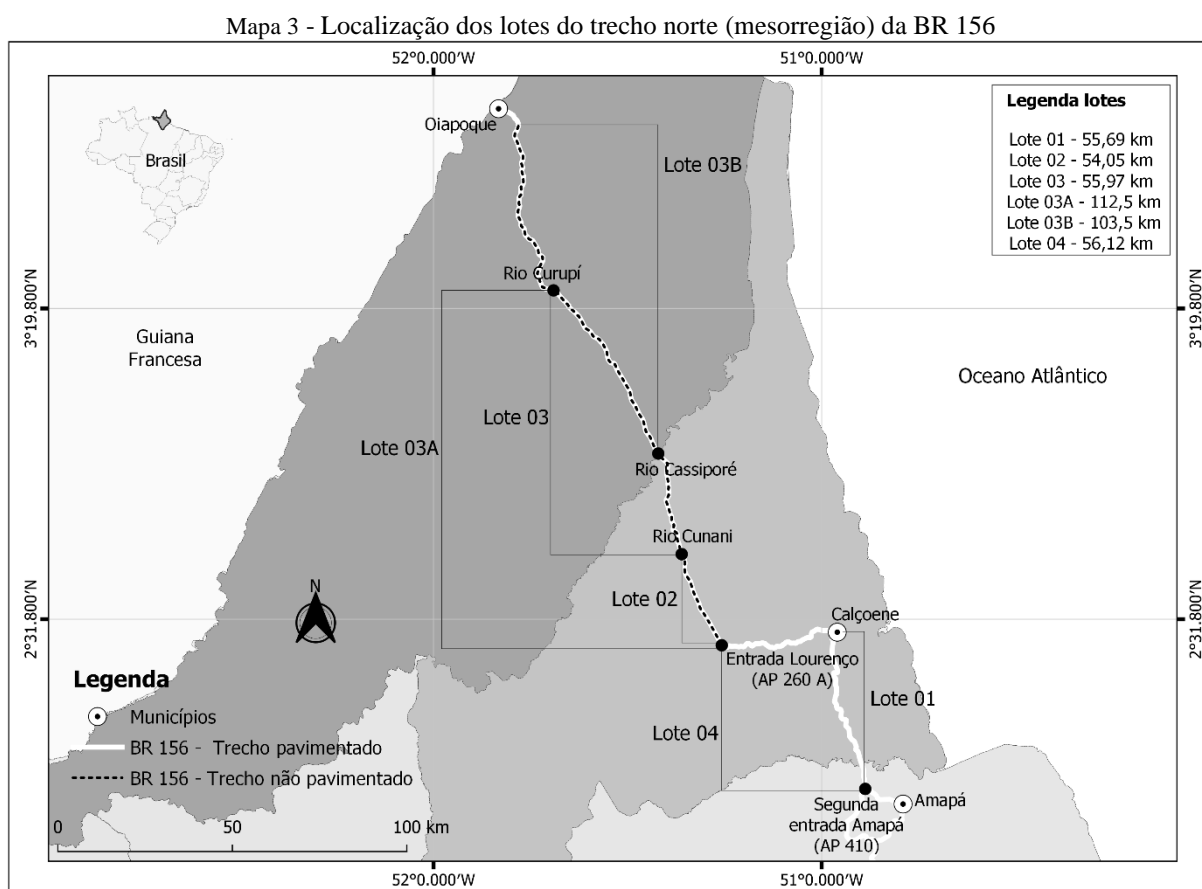 Mapa 3 - Localização dos lotes do trecho norte (mesorregião) da BR 156
52°0.000'W
51°0.000'W
Legenda lotes
Lote 01 - 55,69 km
Lote 02 - 54,05 km
Lote 03 - 55,97 km
Lote 03A - 112,5 km
Lote 03B - 103,5 km
Lote 04 - 56,12 km
Brasil
Oiapoque
Lote 03B
Rio Curupí
3°19.800'N
3°19.800'N
Guiana
Francesa
Oceano Atlântico
Lote 03
Lote 03A
Rio Cassiporé
Rio Cunani
Lote 02
N
2°31.800'N
2°31.800'N
Calçoene
Entrada Lourenço
(AP 260 A)
Lote 01
Lote 04
Legenda
Municípios
BR 156 - Trecho pavimentado
BR 156 - Trecho não pavimentado
Segunda
entrada Amapá
(AP 410)
Amapá
0 50 100 km
52°0.000'W
51°0.000'W